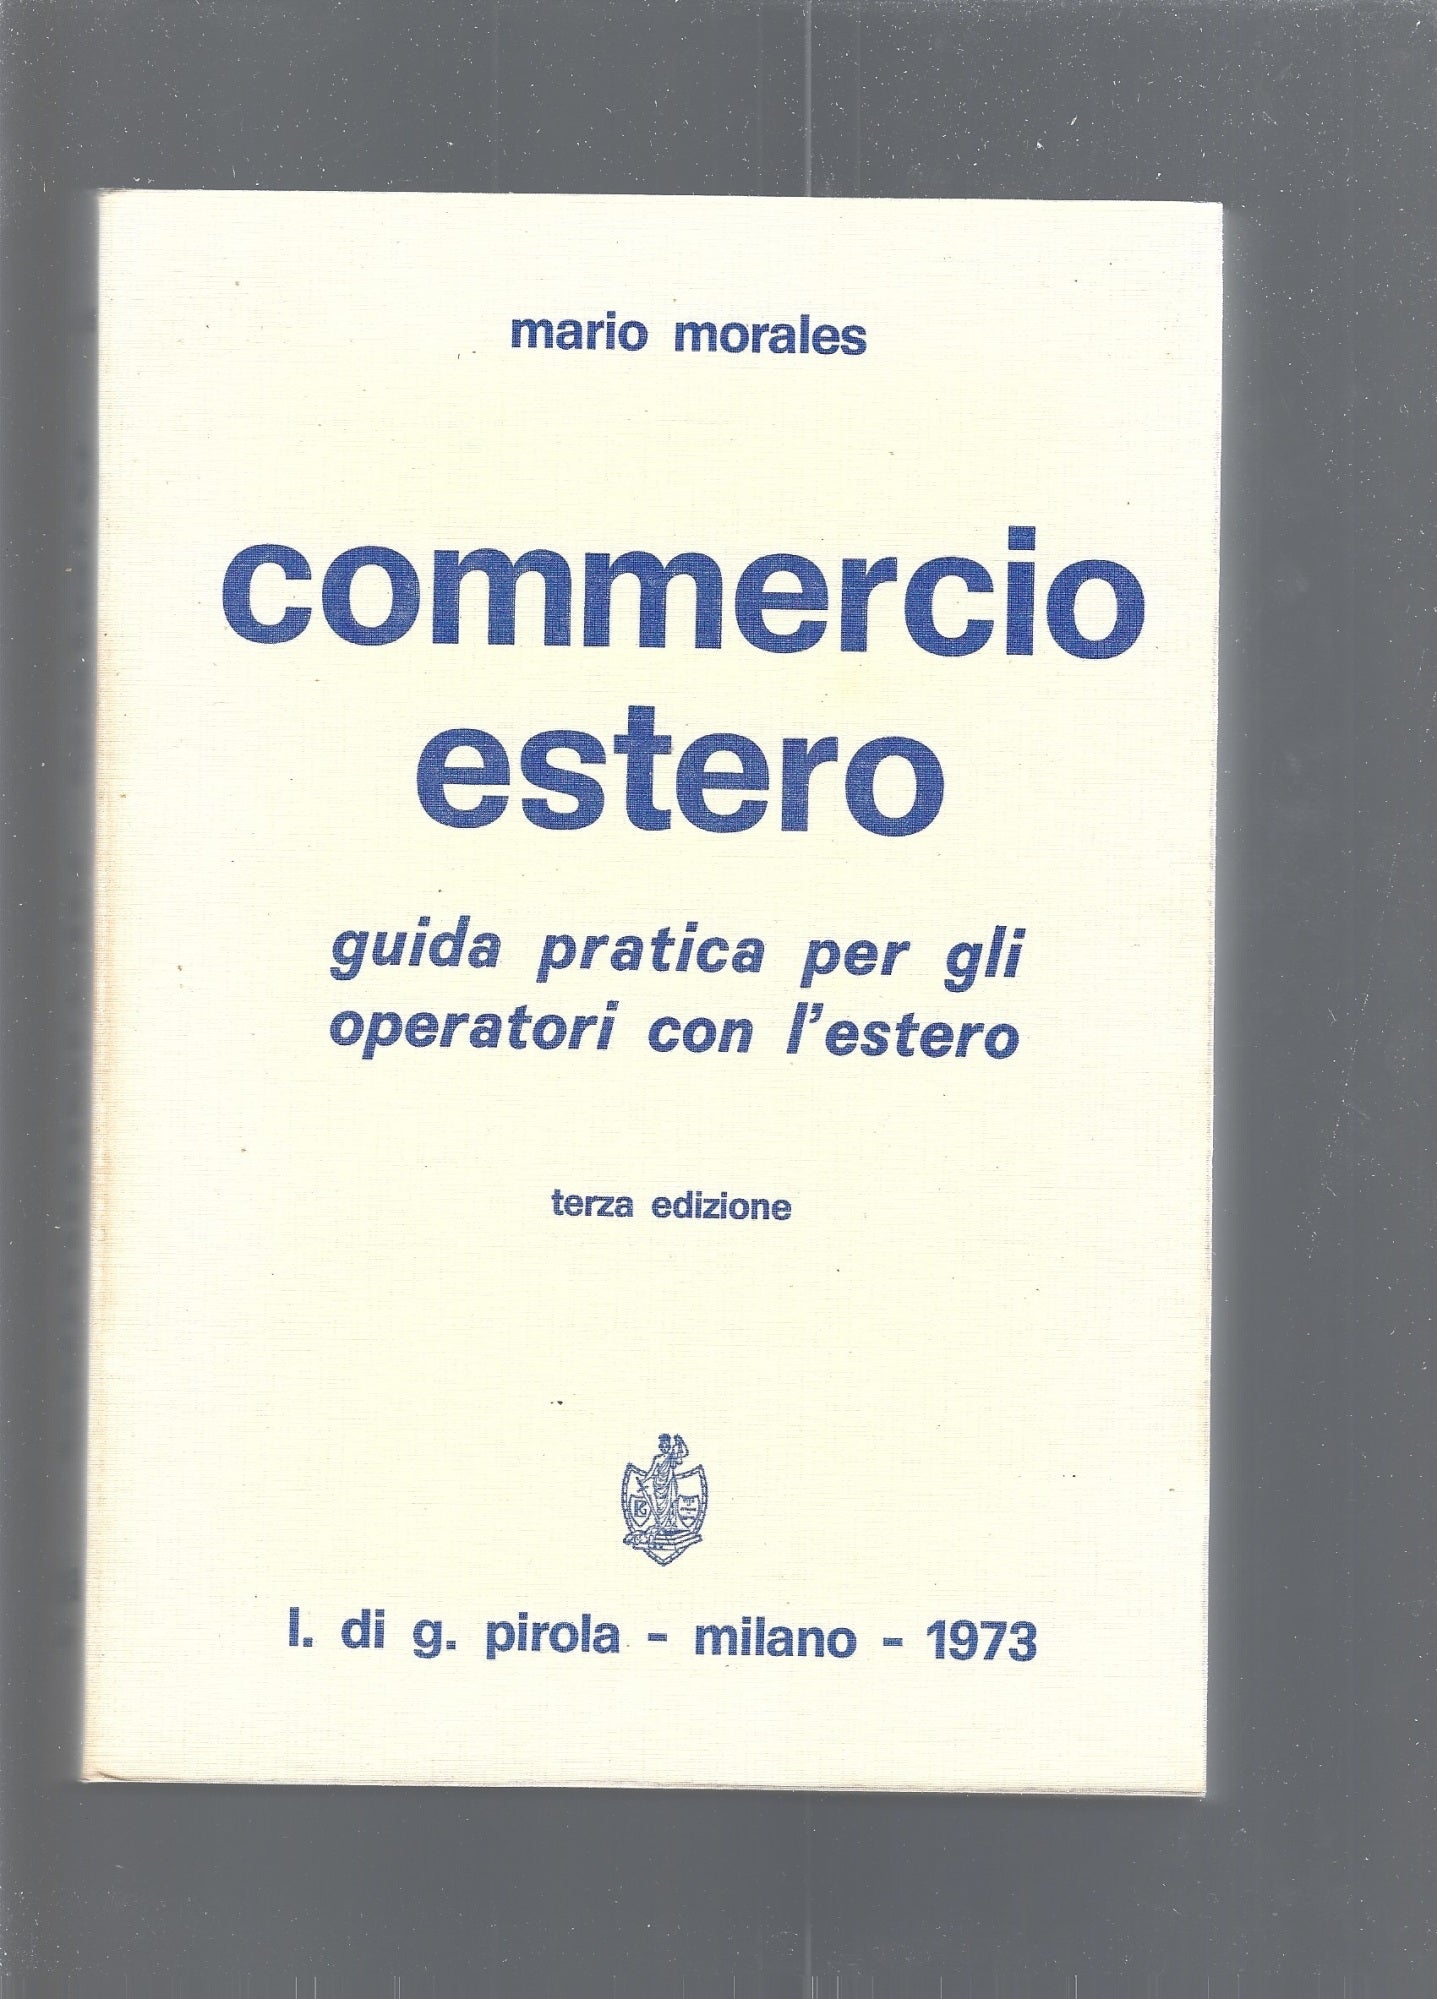 mario morales
commercio
estero
guida pratica per gli
operatori con l'estero
terza edizione
l. di g. pirola - milano - 1973